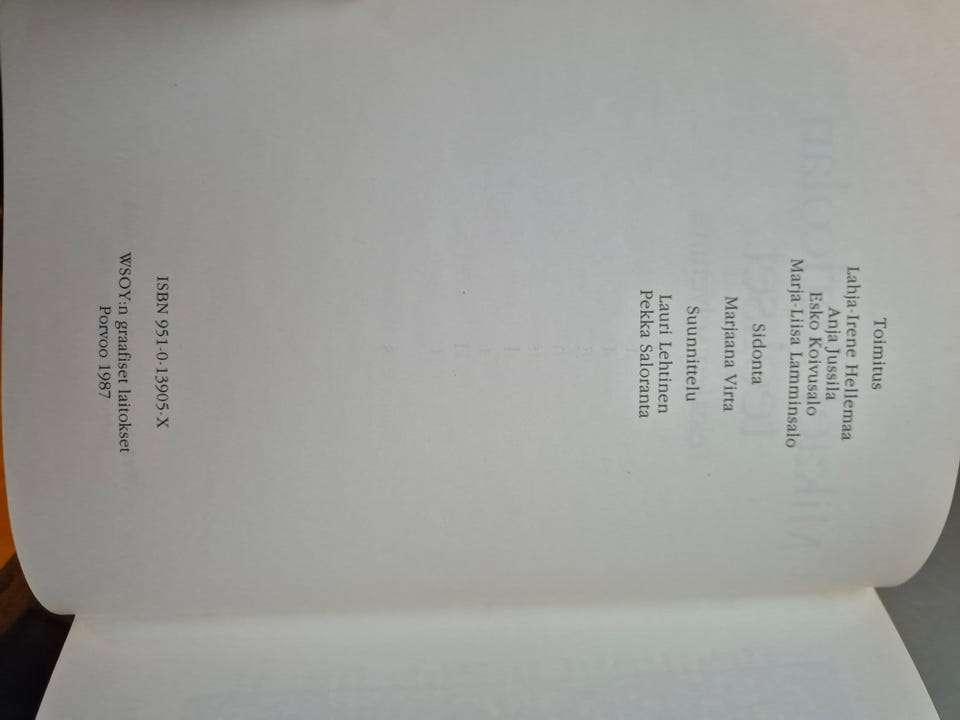 Toimitus
Lahja-Irene Hellemaa
Anja Jussila
Esko Koivusalo
Marja-Liisa Lamminsalo
Sidonta
Marjaana Virta
Suunnittelu
Lauri Lehtinen
Pekka Saloranta
ISBN 951-0-13905-X
WSOY:n graafiset laitokset
Porvoo 1987